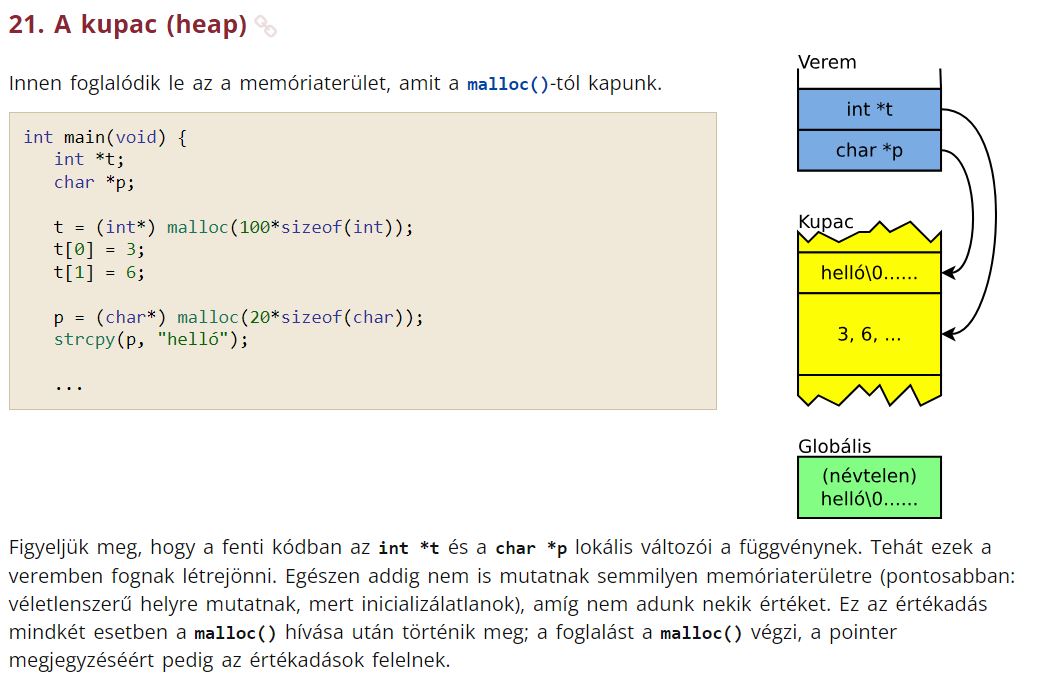 21. A kupac (heap)
Innen foglalódik le az a memóriaterület, amit a malloc()-tól kapunk.
int main(void) {
   int *t;
   char *p;

   t = (int*) malloc(100*sizeof(int));
   t[0] = 3;
   t[1] = 6;

   p = (char*) malloc(20*sizeof(char));
   strcpy(p, "helló");

   ...
Verem
int *t
char *p
Kupac
helló\0......
3, 6, ...
Globális
(névtelen)
helló\0......
Figyeljük meg, hogy a fenti kódban az int *t és a char *p lokális változói a függvénynek. Tehát ezek a
veremben fognak létrejönni. Egészen addig nem is mutatnak semmilyen memóriaterületre (pontosabban:
véletlenszerű helyre mutatnak, mert inicializálatlanok), amíg nem adunk nekik értéket. Ez az értékadás
mindkét esetben a malloc() hívása után történik meg; a foglalást a malloc() végzi, a pointer
megjegyzéséért pedig az értékadások felelnek.